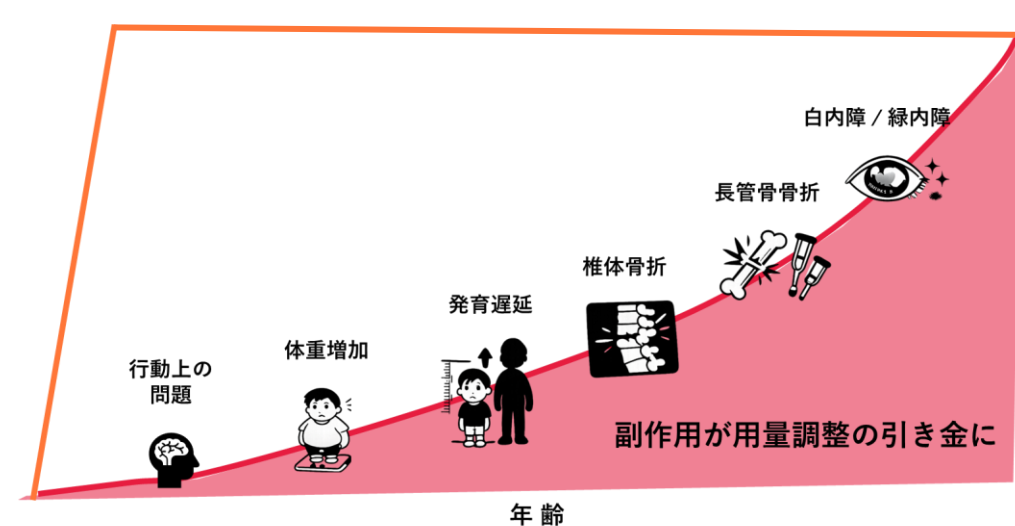 行動上の
問題
体重増加
発育遅延
椎体骨折
長管骨骨折
白内障 / 緑内障
副作用が用量調整の引き金に
年齢